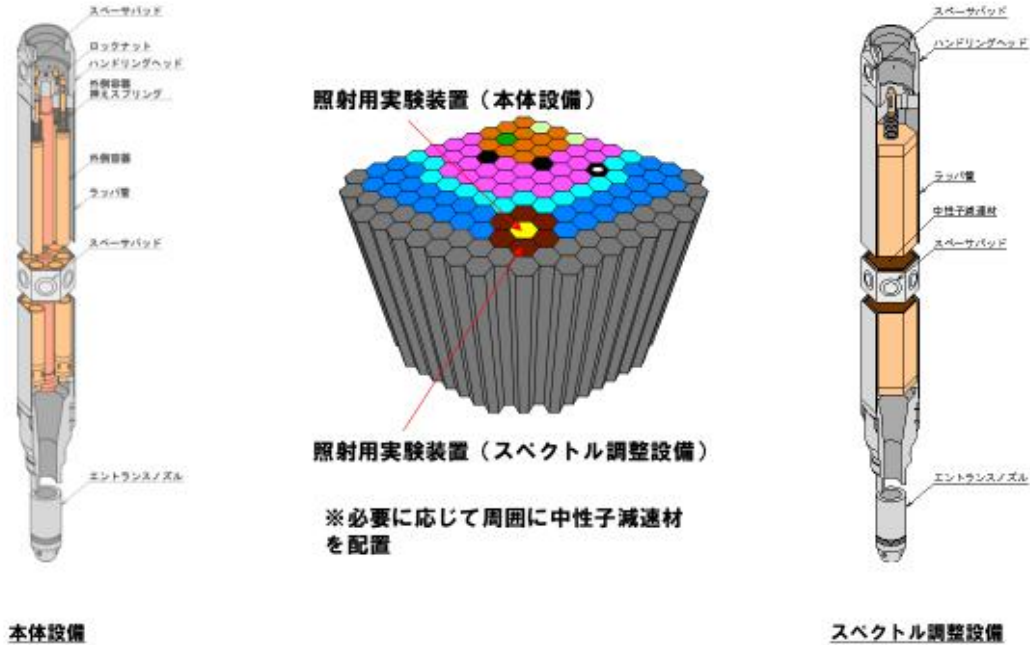 スペーサパッド
ロックナット
ハンドリングヘッド
外側容器
押えスプリング
外側容器
ラッパ管
スペーサパッド
エントランスノズル
本体設備
照射用実験装置（本体設備）
照射用実験装置（スペクトル調整設備）
※必要に応じて周囲に中性子減速材
を配置
スペーサパッド
ハンドリングヘッド
ラッパ管
中性子減速材
スペーサパッド
エントランスノズル
スペクトル調整設備